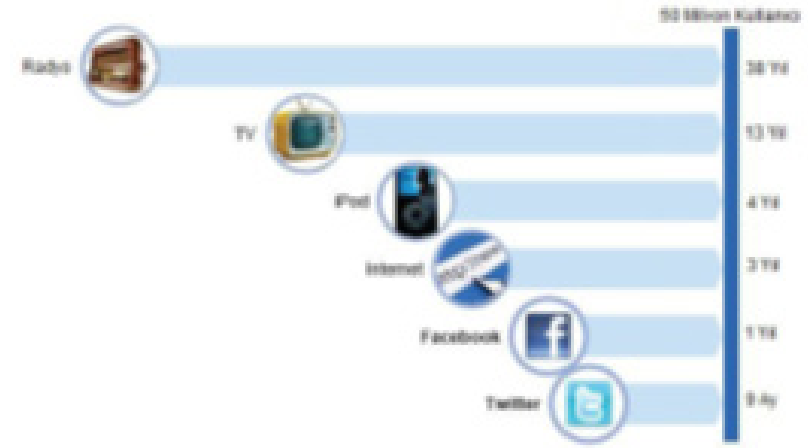 50 Milyon Kullanıcı
Radyo 38 Yıl
TV 13 Yıl
iPod 4 Yıl
Internet 3 Yıl
Facebook 1 Yıl
Twitter 9 Ay